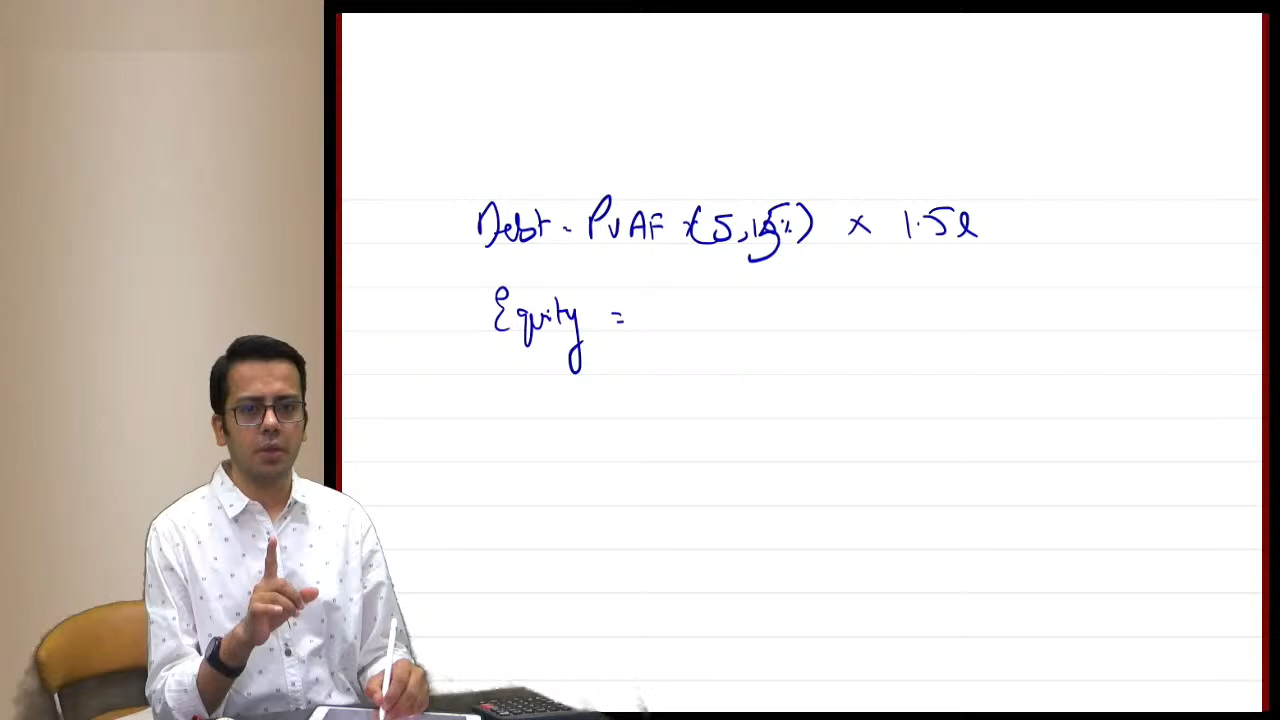 Debt - PVAF (5,15%) × 1.5l
Equity =